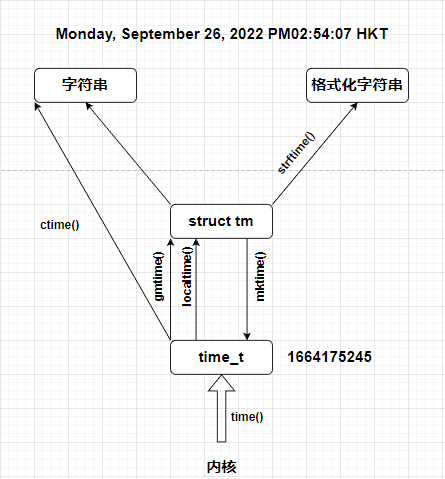 Monday, September 26, 2022 PM02:54:07 HKT
字符串
格式化字符串
strftime()
struct tm
ctime()
gmtime()
localtime()
mktime()
time_t
1664175245
time()
内核